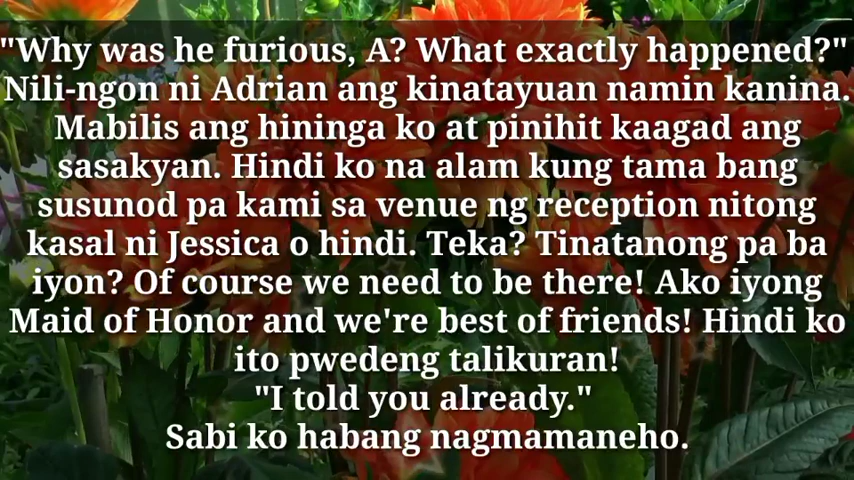 "Why was he furious, A? What exactly happened?"
Nili-ngon ni Adrian ang kinatayuan namin kanina.
Mabilis ang hininga ko at pinihit kaagad ang
sasakyan. Hindi ko na alam kung tama bang
susunod pa kami sa venue ng reception nitong
kasal ni Jessica o hindi. Teka? Tinatanong pa ba
iyon? Of course we need to be there! Ako iyong
Maid of Honor and we're best of friends! Hindi ko
ito pwedeng talikuran!
"I told you already."
Sabi ko habang nagmamaneho.